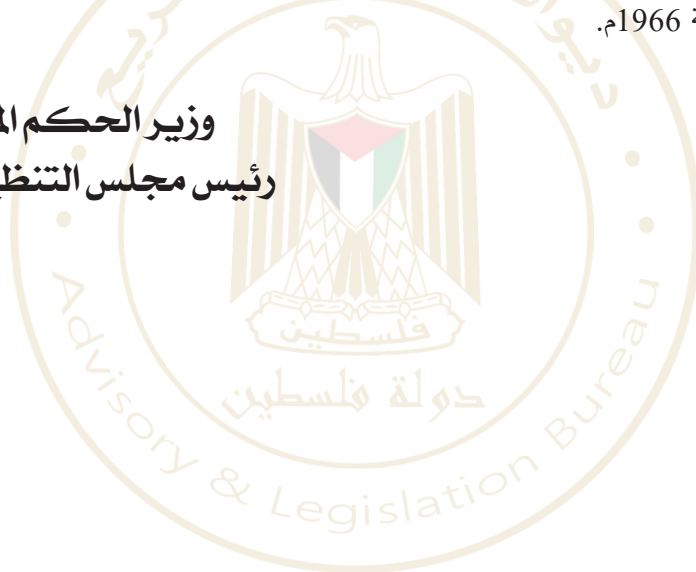 1966م.
وزير الحكم
رئيس مجلس
فلسطين
دولة فلسطين
Advisory & Legislation Bureau